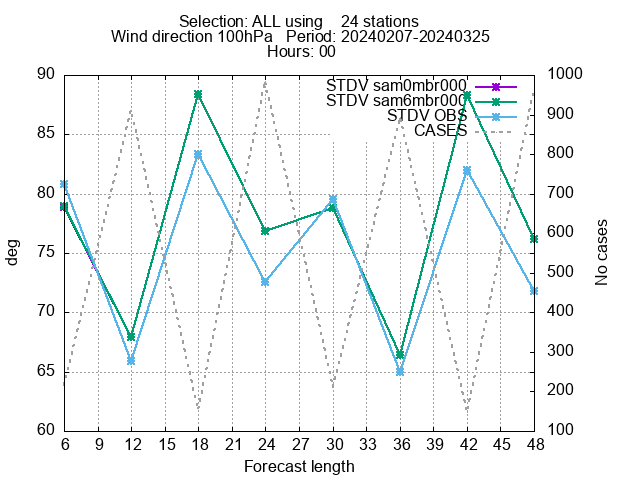 Selection: ALL using    24 stations
Wind direction 100hPa   Period: 20240207-20240325
Hours: 00
STDV sam0mbr000
STDV sam6mbr000
STDV OBS
CASES
90
85
80
75
70
65
60
deg
1000
900
800
700
600
500
400
300
200
100
No cases
6 9 12 15 18 21 24 27 30 33 36 39 42 45 48
Forecast length